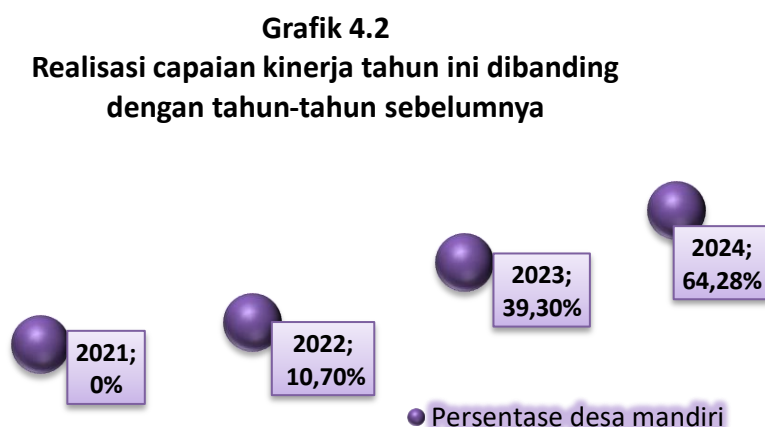 Grafik 4.2
Realisasi capaian kinerja tahun ini dibanding
dengan tahun-tahun sebelumnya
2024;
64,28%
2023;
39,30%
2022;
10,70%
2021;
0%
Persentase desa mandiri